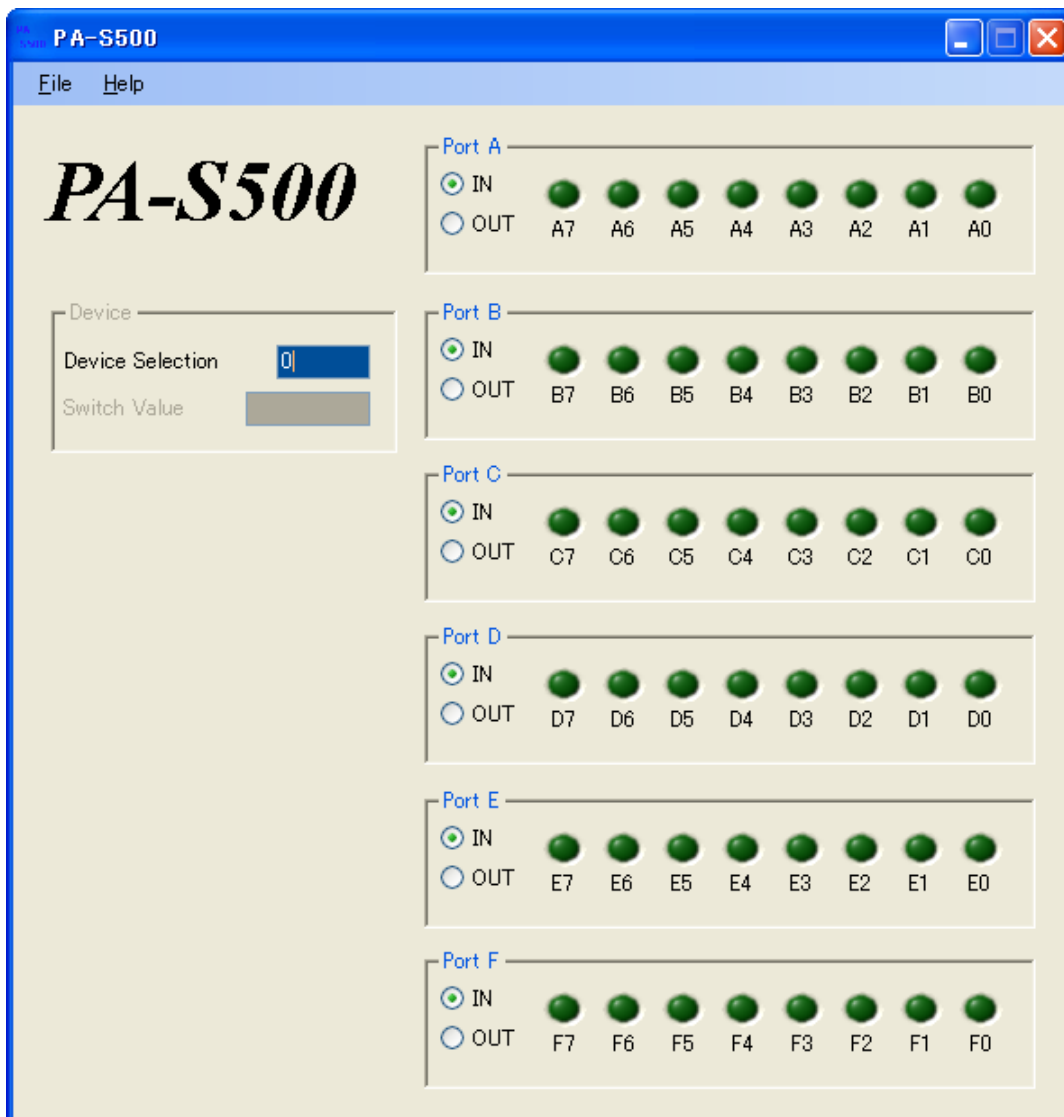 PA-S500
File Help
PA-S500
Device
Device Selection 0
Switch Value
Port A
IN
OUT
A7 A6 A5 A4 A3 A2 A1 A0
Port B
IN
OUT
B7 B6 B5 B4 B3 B2 B1 B0
Port C
IN
OUT
C7 C6 C5 C4 C3 C2 C1 C0
Port D
IN
OUT
D7 D6 D5 D4 D3 D2 D1 D0
Port E
IN
OUT
E7 E6 E5 E4 E3 E2 E1 E0
Port F
IN
OUT
F7 F6 F5 F4 F3 F2 F1 F0